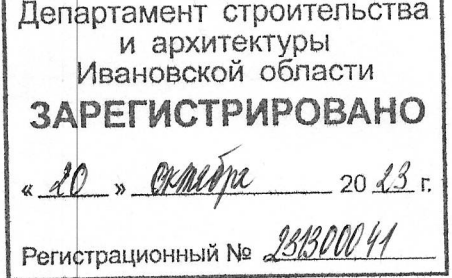 Департамент строительства
и архитектуры
Ивановской области
ЗАРЕГИСТРИРОВАНО
« 20 » октября 20 23 г.
Регистрационный № 231300041